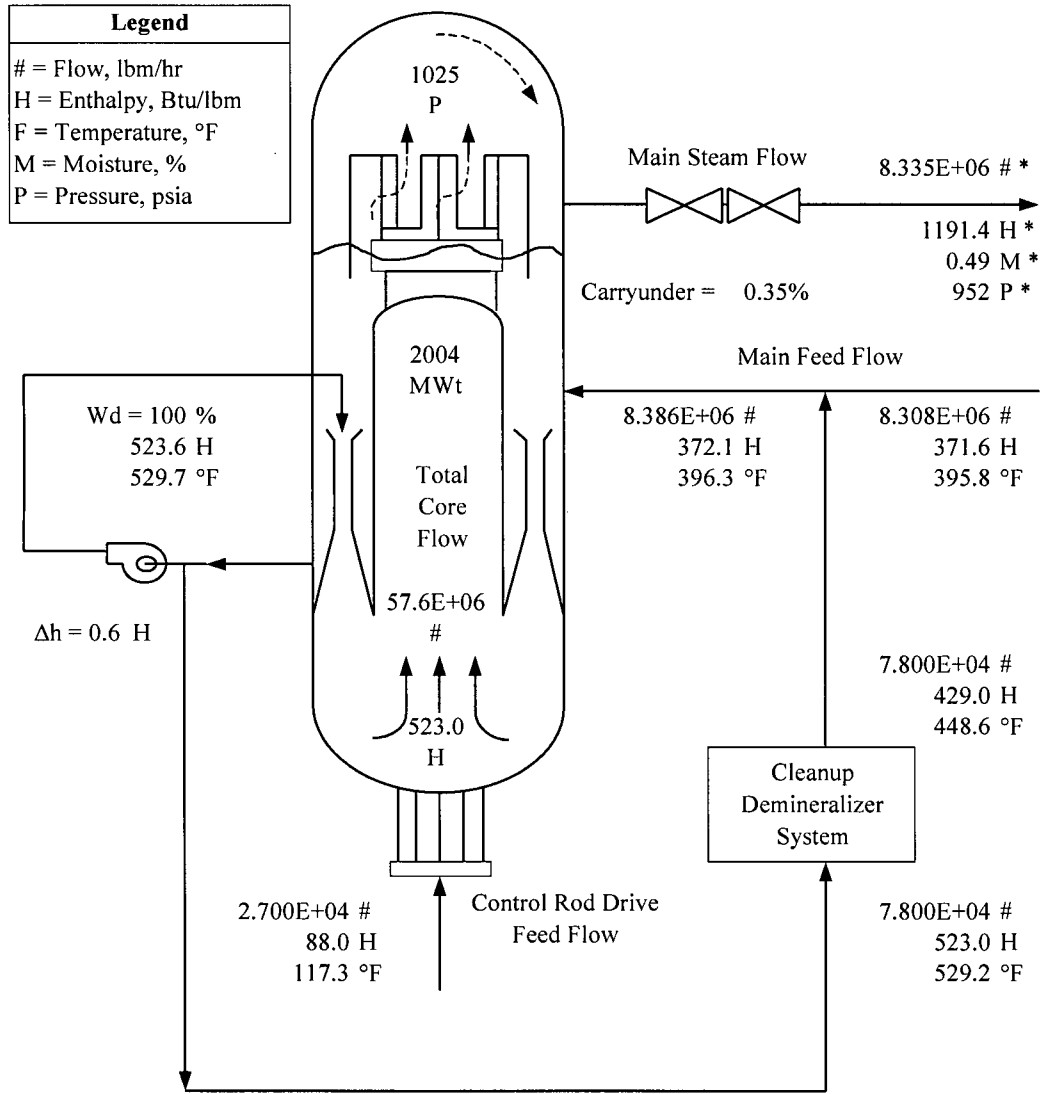 Legend
# = Flow, lbm/hr
H = Enthalpy, Btu/lbm
F = Temperature, °F
M = Moisture, %
P = Pressure, psia
1025
P
Main Steam Flow
8.335E+06 # *
1191.4 H *
0.49 M *
952 P *
Carryunder = 0.35%
2004
MWt
Main Feed Flow
Wd = 100 %
523.6 H
529.7 °F
8.386E+06 #
372.1 H
396.3 °F
8.308E+06 #
371.6 H
395.8 °F
Total
Core
Flow
57.6E+06
#
Δh = 0.6 H
523.0
H
7.800E+04 #
429.0 H
448.6 °F
Cleanup
Demineralizer
System
2.700E+04 #
88.0 H
117.3 °F
Control Rod Drive
Feed Flow
7.800E+04 #
523.0 H
529.2 °F